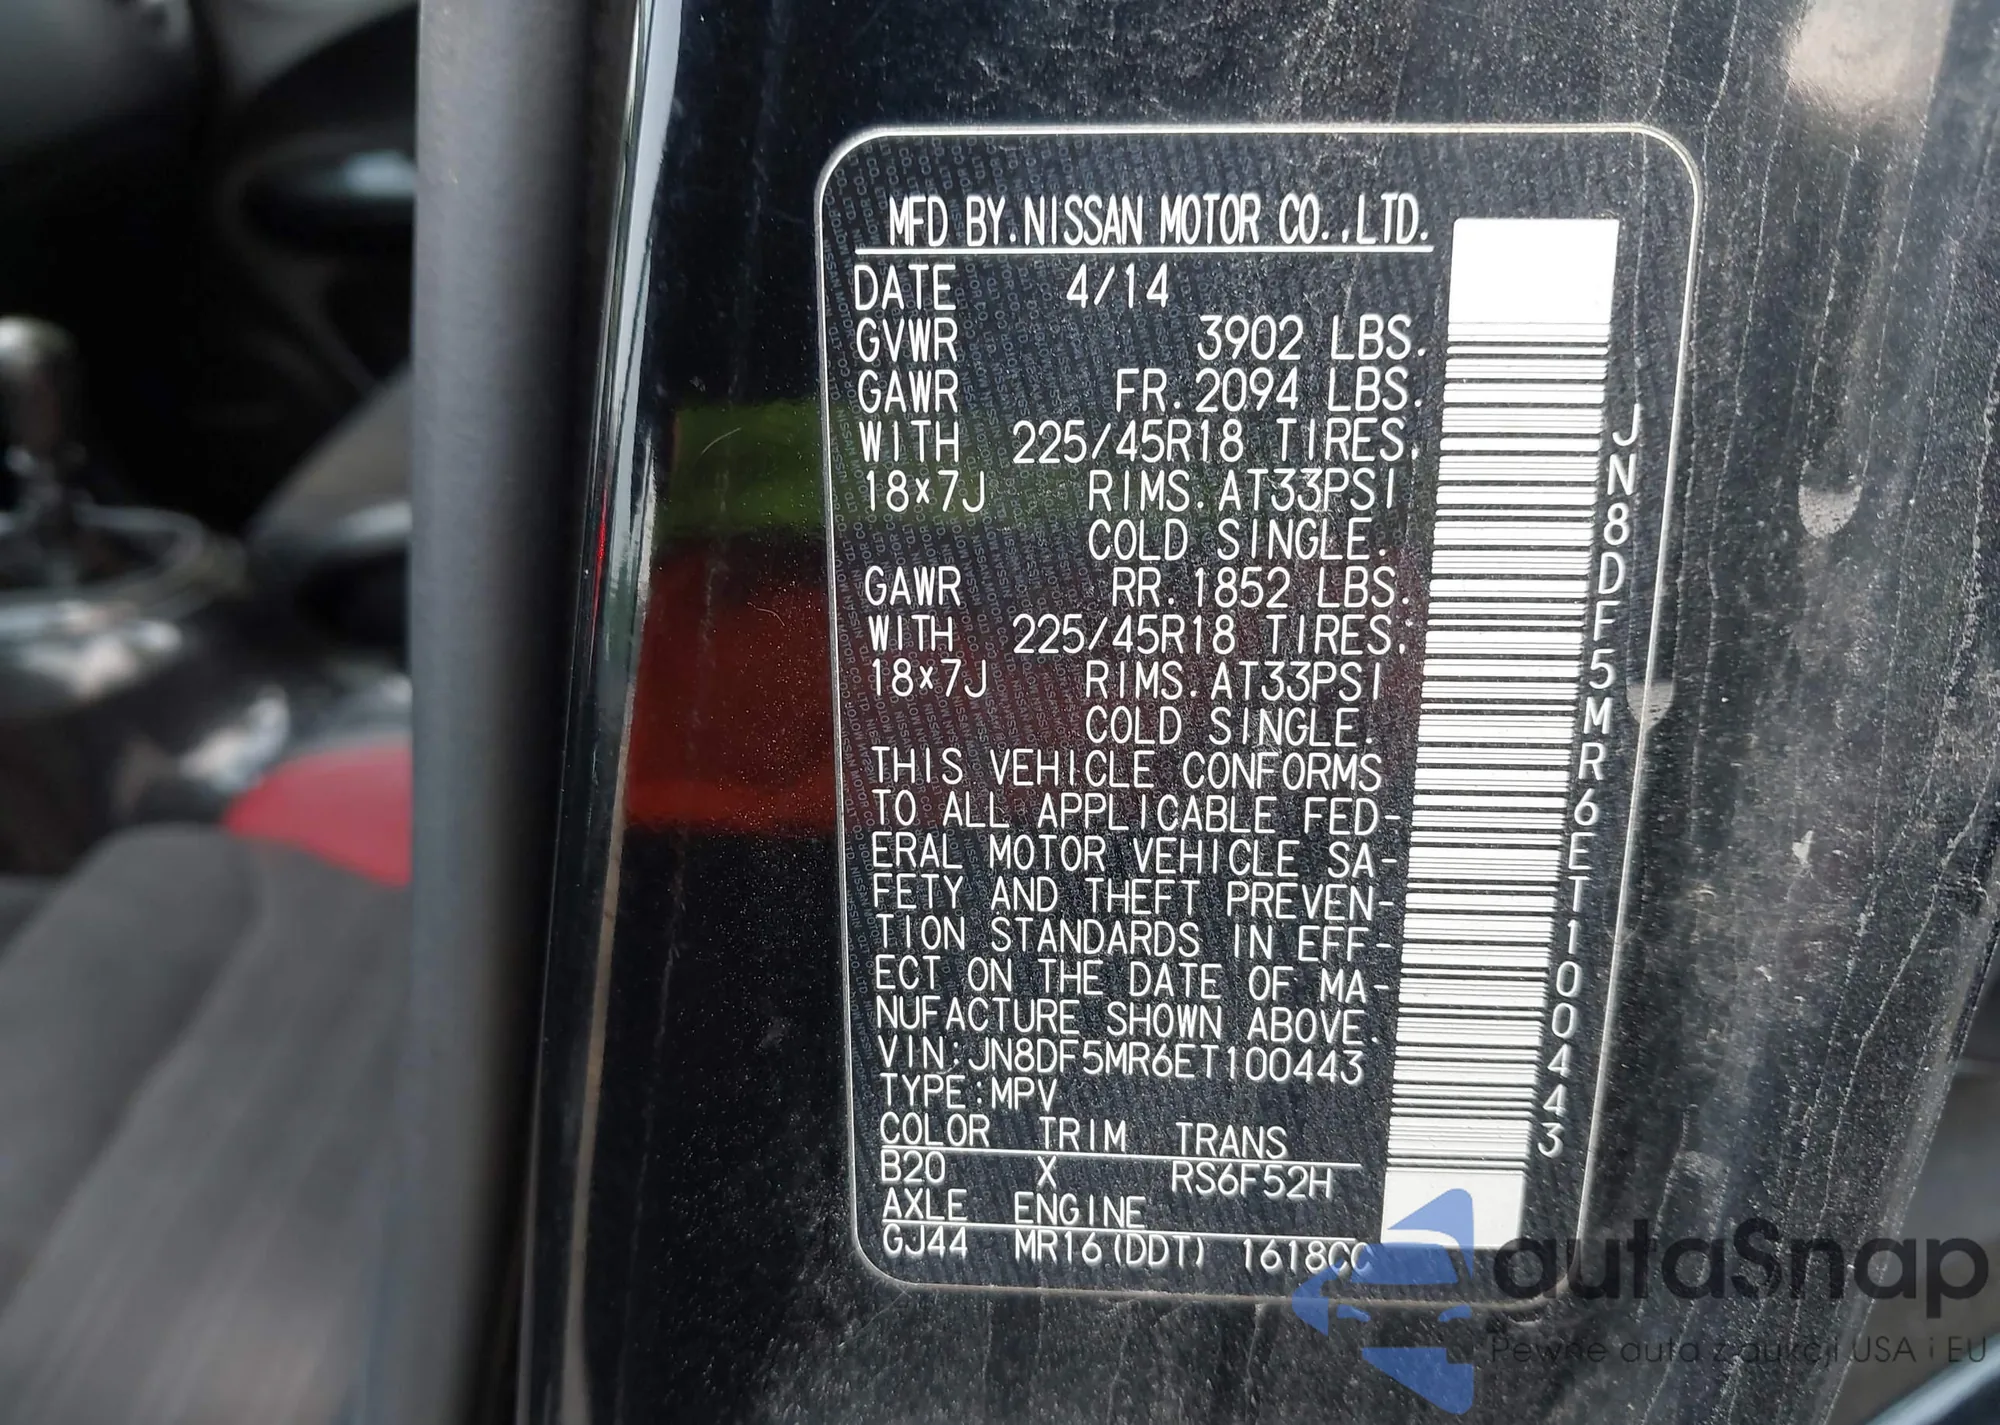 MFD BY.NISSAN MOTOR CO.,LTD.
DATE 4/14
GVWR 3902 LBS.
GAWR FR.2094 LBS.
WITH 225/45R18 TIRES.
18×7J RIMS.AT33PSI
COLD SINGLE.
GAWR RR.1852 LBS.
WITH 225/45R18 TIRES.
18×7J RIMS.AT33PSI
COLD SINGLE.
THIS VEHICLE CONFORMS
TO ALL APPLICABLE FED-
ERAL MOTOR VEHICLE SA-
FETY AND THEFT PREVEN-
TION STANDARDS IN EFF-
ECT ON THE DATE OF MA-
NUFACTURE SHOWN ABOVE.
VIN:JN8DF5MR6ET100443
TYPE:MPV
COLOR TRIM TRANS
B20 X RS6F52H
AXLE ENGINE
GJ44 MR16(DDT) 1618CC
JN8DF5MR6ET100443
autaSnap
Pewne auta z aukcji USA i EU